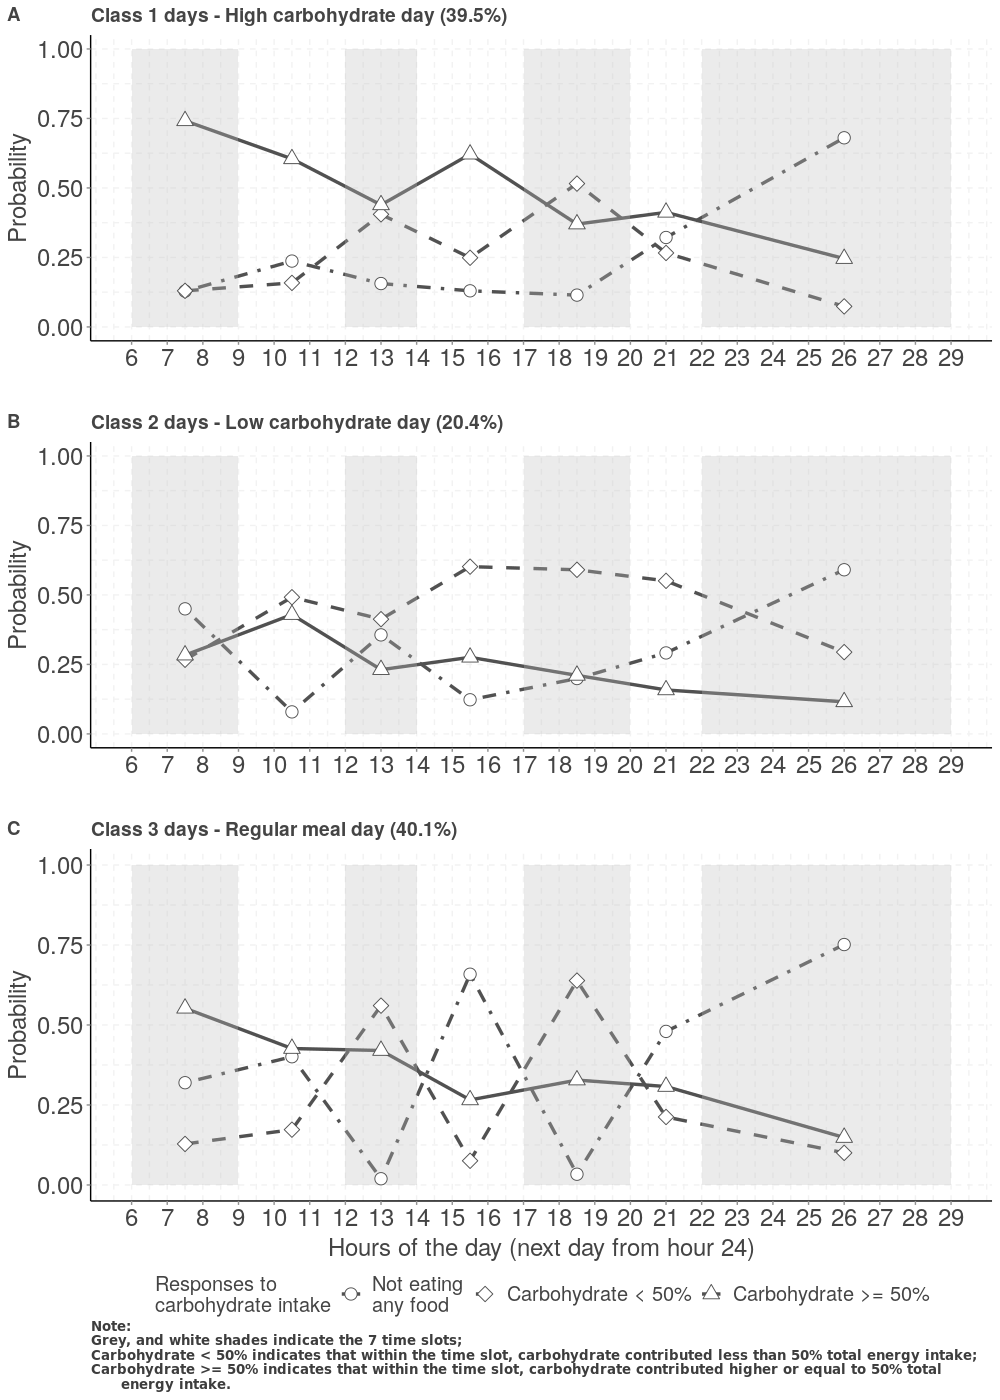 A Class 1 days - High carbohydrate day (39.5%)
1.00
0.75
0.50
0.25
0.00
Probability
6 7 8 9 10 11 12 13 14 15 16 17 18 19 20 21 22 23 24 25 26 27 28 29
B Class 2 days - Low carbohydrate day (20.4%)
1.00
0.75
0.50
0.25
0.00
Probability
6 7 8 9 10 11 12 13 14 15 16 17 18 19 20 21 22 23 24 25 26 27 28 29
C Class 3 days - Regular meal day (40.1%)
1.00
0.75
0.50
0.25
0.00
Probability
6 7 8 9 10 11 12 13 14 15 16 17 18 19 20 21 22 23 24 25 26 27 28 29
Hours of the day (next day from hour 24)
Responses to
carbohydrate intake
Not eating
any food
Carbohydrate < 50%
Carbohydrate >= 50%
Note:
Grey, and white shades indicate the 7 time slots;
Carbohydrate < 50% indicates that within the time slot, carbohydrate contributed less than 50% total energy intake;
Carbohydrate >= 50% indicates that within the time slot, carbohydrate contributed higher or equal to 50% total
energy intake.